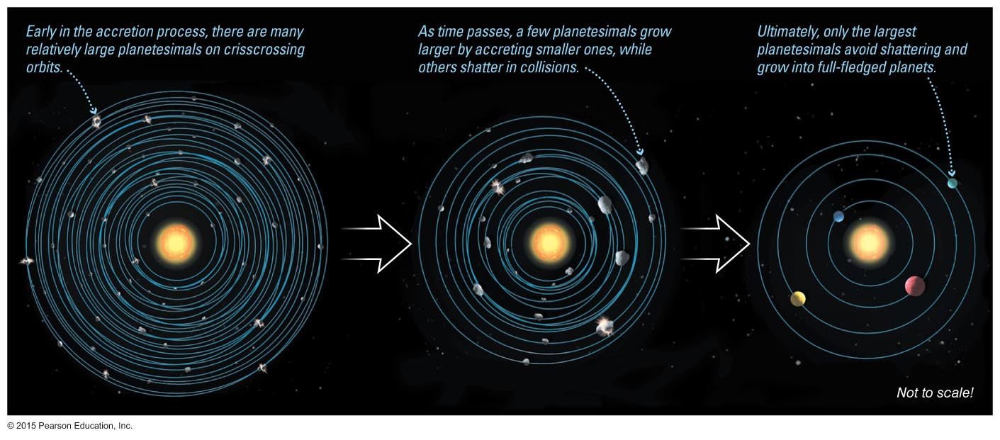 Early in the accretion process, there are many
relatively large planetesimals on crisscrossing
orbits.
As time passes, a few planetesimals grow
larger by accreting smaller ones, while
others shatter in collisions.
Ultimately, only the largest
planetesimals avoid shattering and
grow into full-fledged planets.
Not to scale!
© 2015 Pearson Education, Inc.